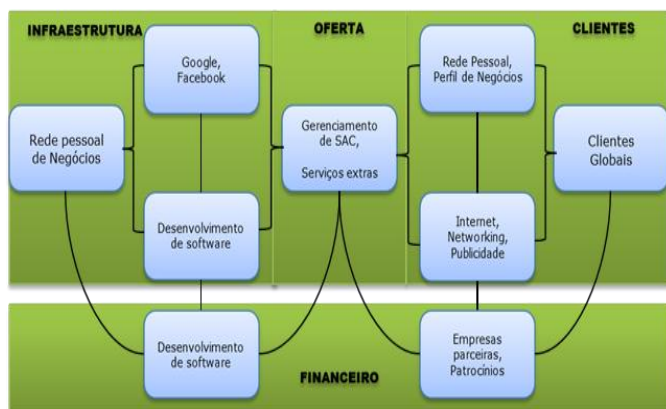 INFRAESTRUTURA
OFERTA
CLIENTES
Google,
Facebook
Rede Pessoal,
Perfil de Negócios
Rede pessoal
de Negócios
Gerenciamento
de SAC,
Serviços extras
Clientes
Globais
Desenvolvimento
de software
Internet,
Networking,
Publicidade
Desenvolvimento
de software
Empresas
parceiras,
Patrocínios
FINANCEIRO